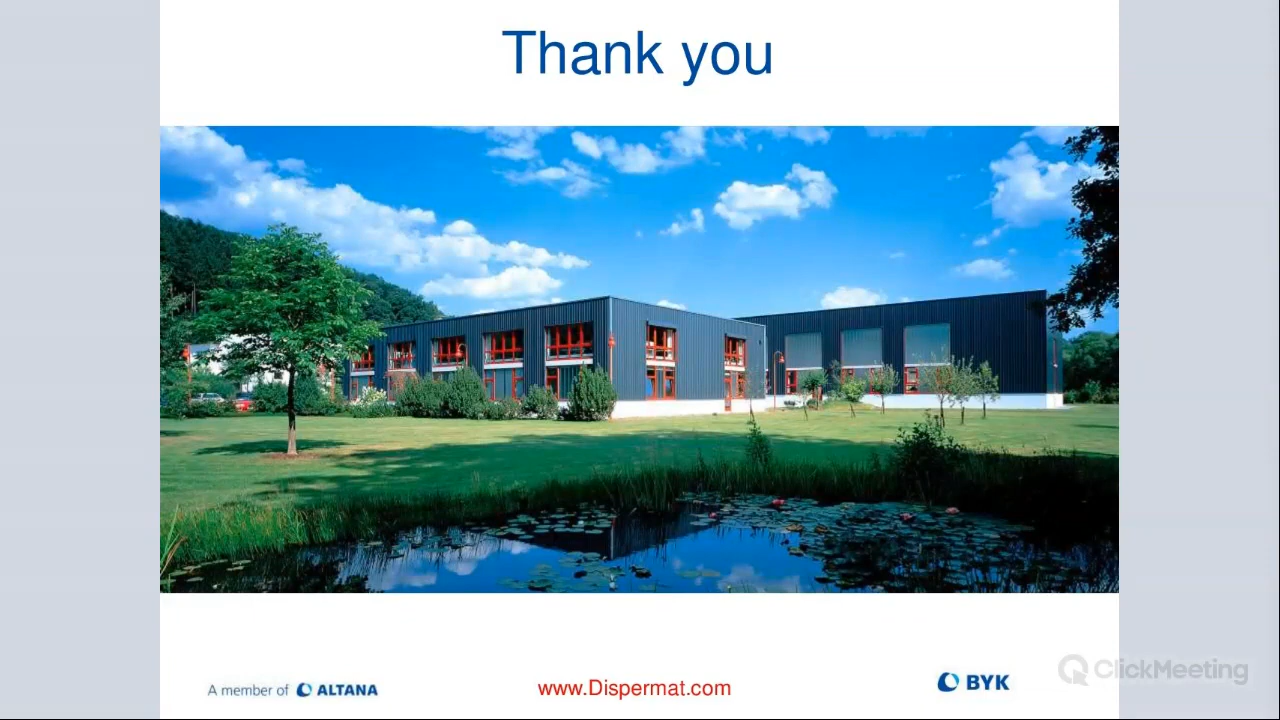 Thank you
A member of ALTANA
www.Dispermat.com
BYK
ClickMeeting